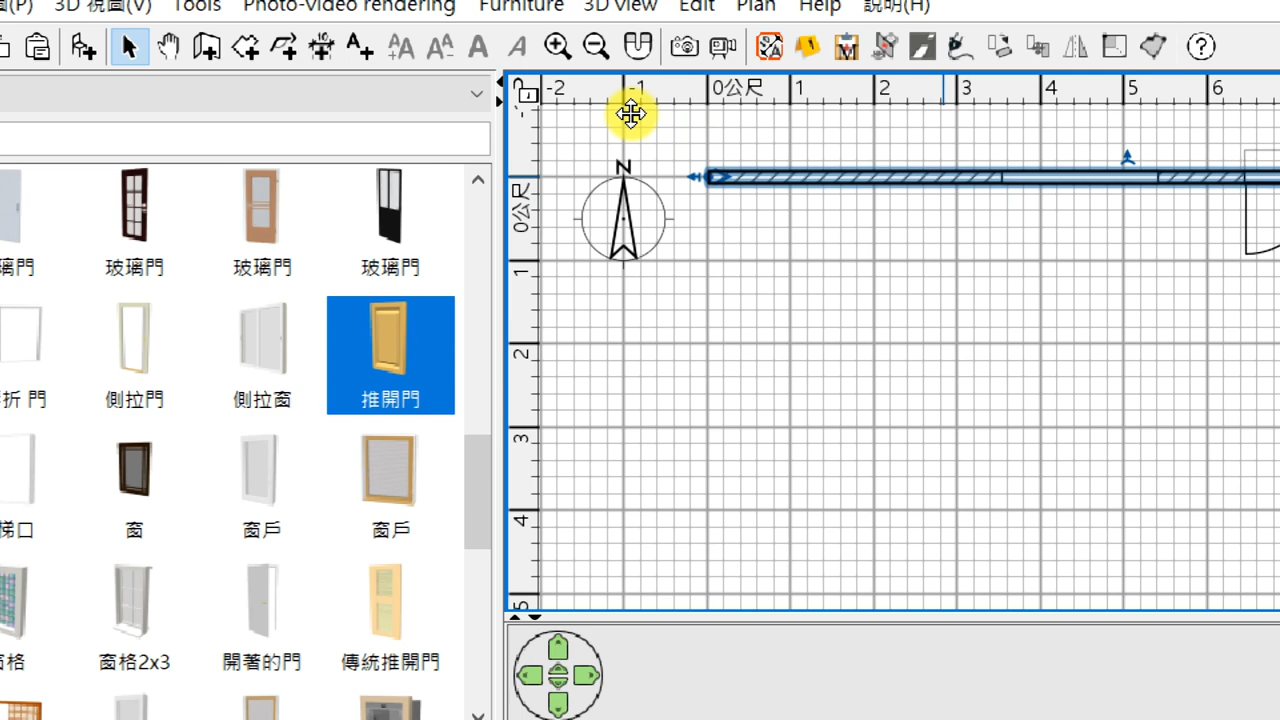 圖(P) 3D 視圖(V) Tools Photo-video rendering Furniture 3D view Edit Plan Help 說明(H)
-2 -1 0公尺 1 2 3 4 5 6
N
0公尺
1
2
3
4
5
璃門 玻璃門 玻璃門 玻璃門
折 門 側拉門 側拉窗 推開門
梯口 窗 窗戶 窗戶
窗格 窗格2x3 開著的門 傳統推開門